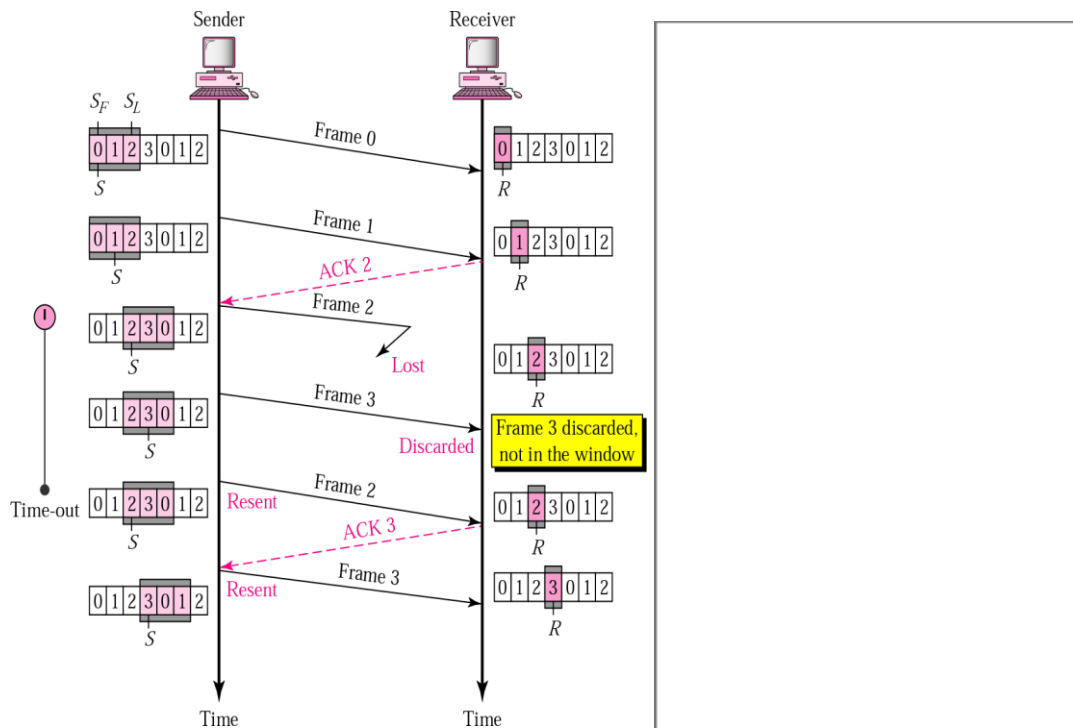 Sender
Receiver
S_F S_L
0 1 2 3 0 1 2
S
Frame 0
0 1 2 3 0 1 2
R
0 1 2 3 0 1 2
S
Frame 1
0 1 2 3 0 1 2
R
ACK 2
0 1 2 3 0 1 2
S
Frame 2
Lost
0 1 2 3 0 1 2
R
0 1 2 3 0 1 2
S
Frame 3
Discarded
Frame 3 discarded,
not in the window
Time-out
0 1 2 3 0 1 2
S
Resent
Frame 2
0 1 2 3 0 1 2
R
ACK 3
0 1 2 3 0 1 2
S
Resent
Frame 3
0 1 2 3 0 1 2
R
Time
Time